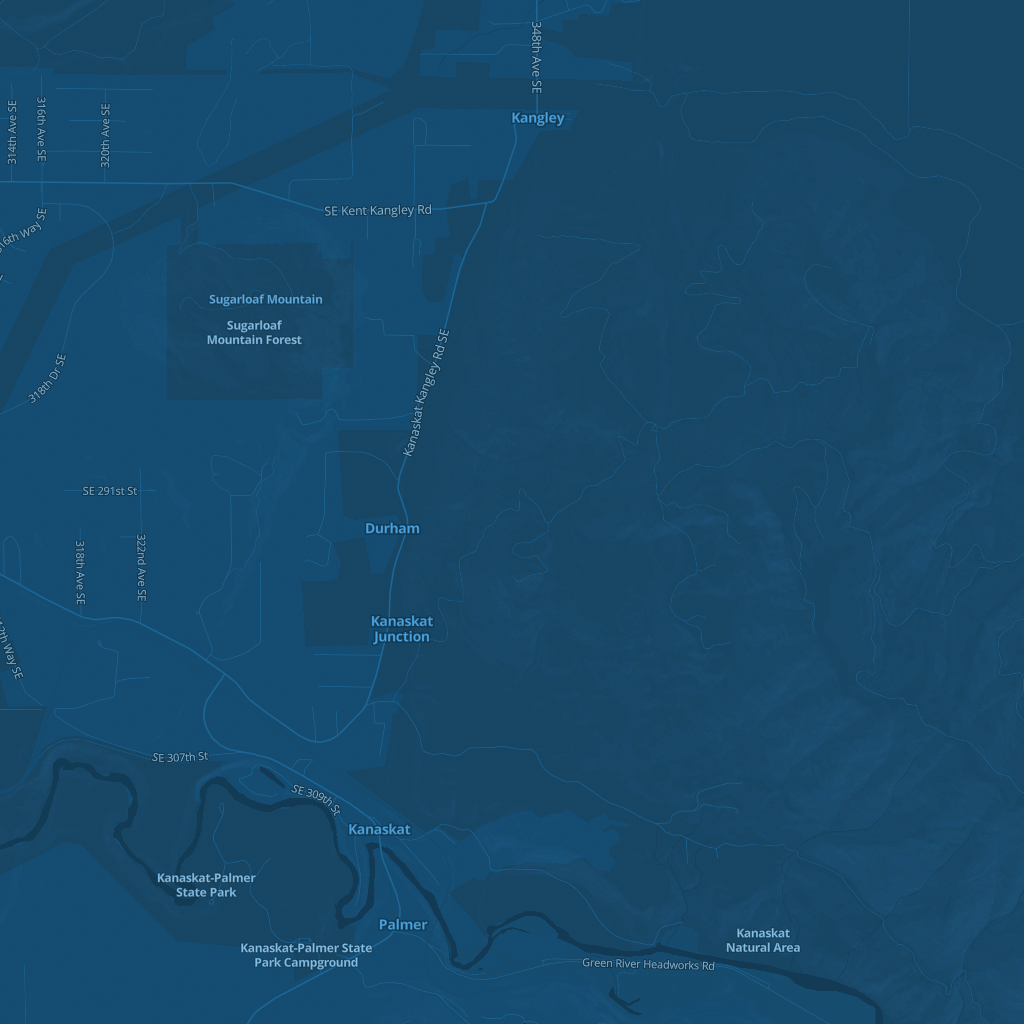 348th Ave SE
Kangley
314th Ave SE
316th Ave SE
320th Ave SE
SE Kent Kangley Rd
16th Way SE
Sugarloaf Mountain
Sugarloaf
Mountain Forest
318th Dr SE
Kanaskat Kangley Rd SE
SE 291st St
Durham
318th Ave SE
322nd Ave SE
Kanaskat
Junction
12th Way SE
SE 307th St
SE 309th St
Kanaskat
Kanaskat-Palmer
State Park
Palmer
Kanaskat-Palmer State
Park Campground
Kanaskat
Natural Area
Green River Headworks Rd